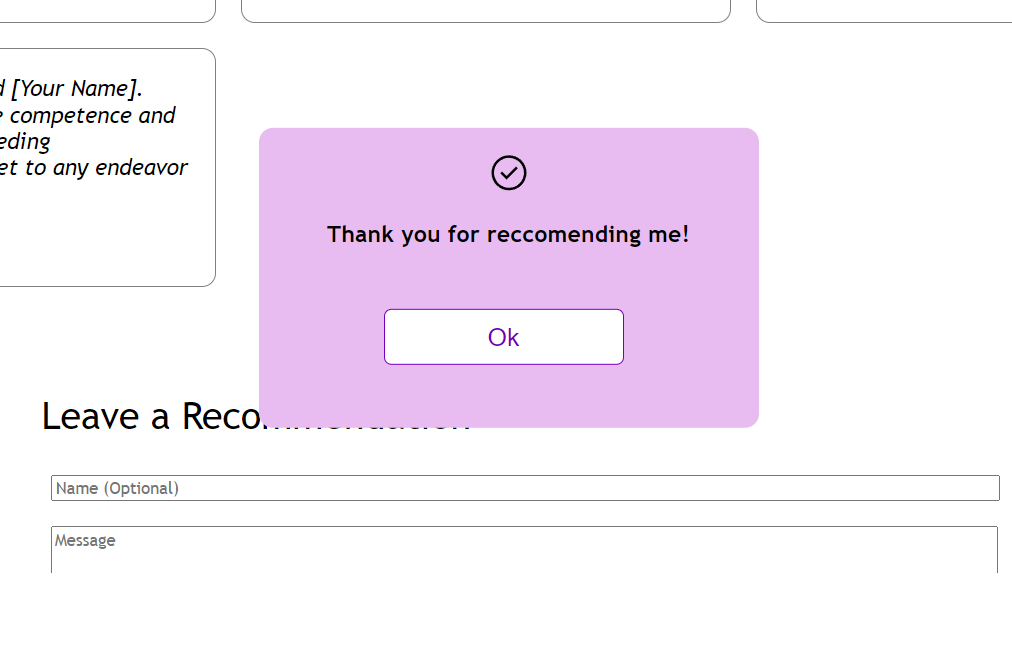 [Your Name].
competence and
eding
et to any endeavor
Thank you for reccomending me!
Ok
Leave a Reco
Name (Optional)
Message